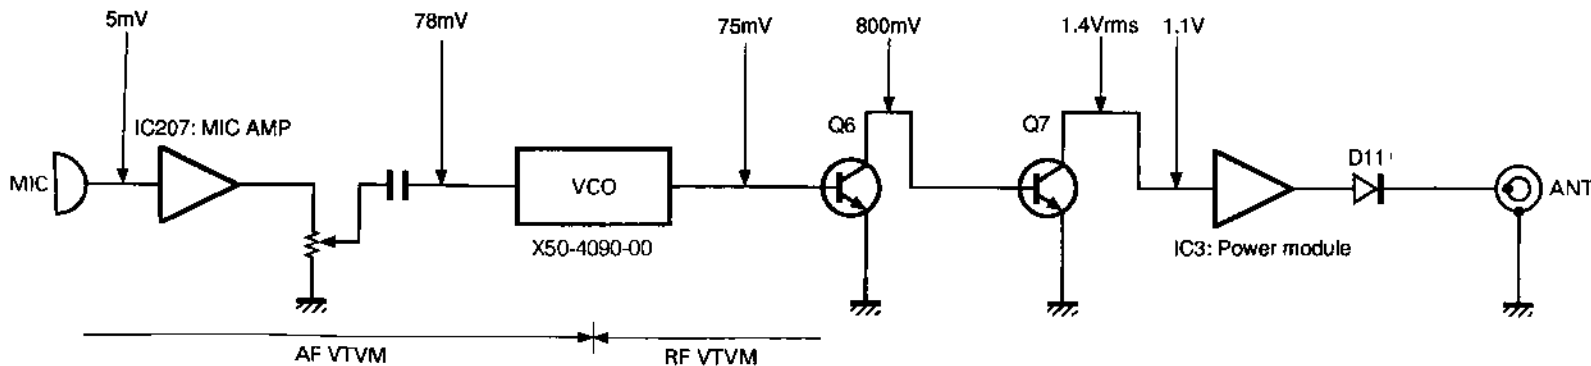 5mV
78mV
75mV
800mV
1.4Vrms
1.1V
IC207: MIC AMP
Q6
Q7
MIC
VCO
D11
ANT
X50-4090-00
IC3: Power module
AF VTVM
RF VTVM